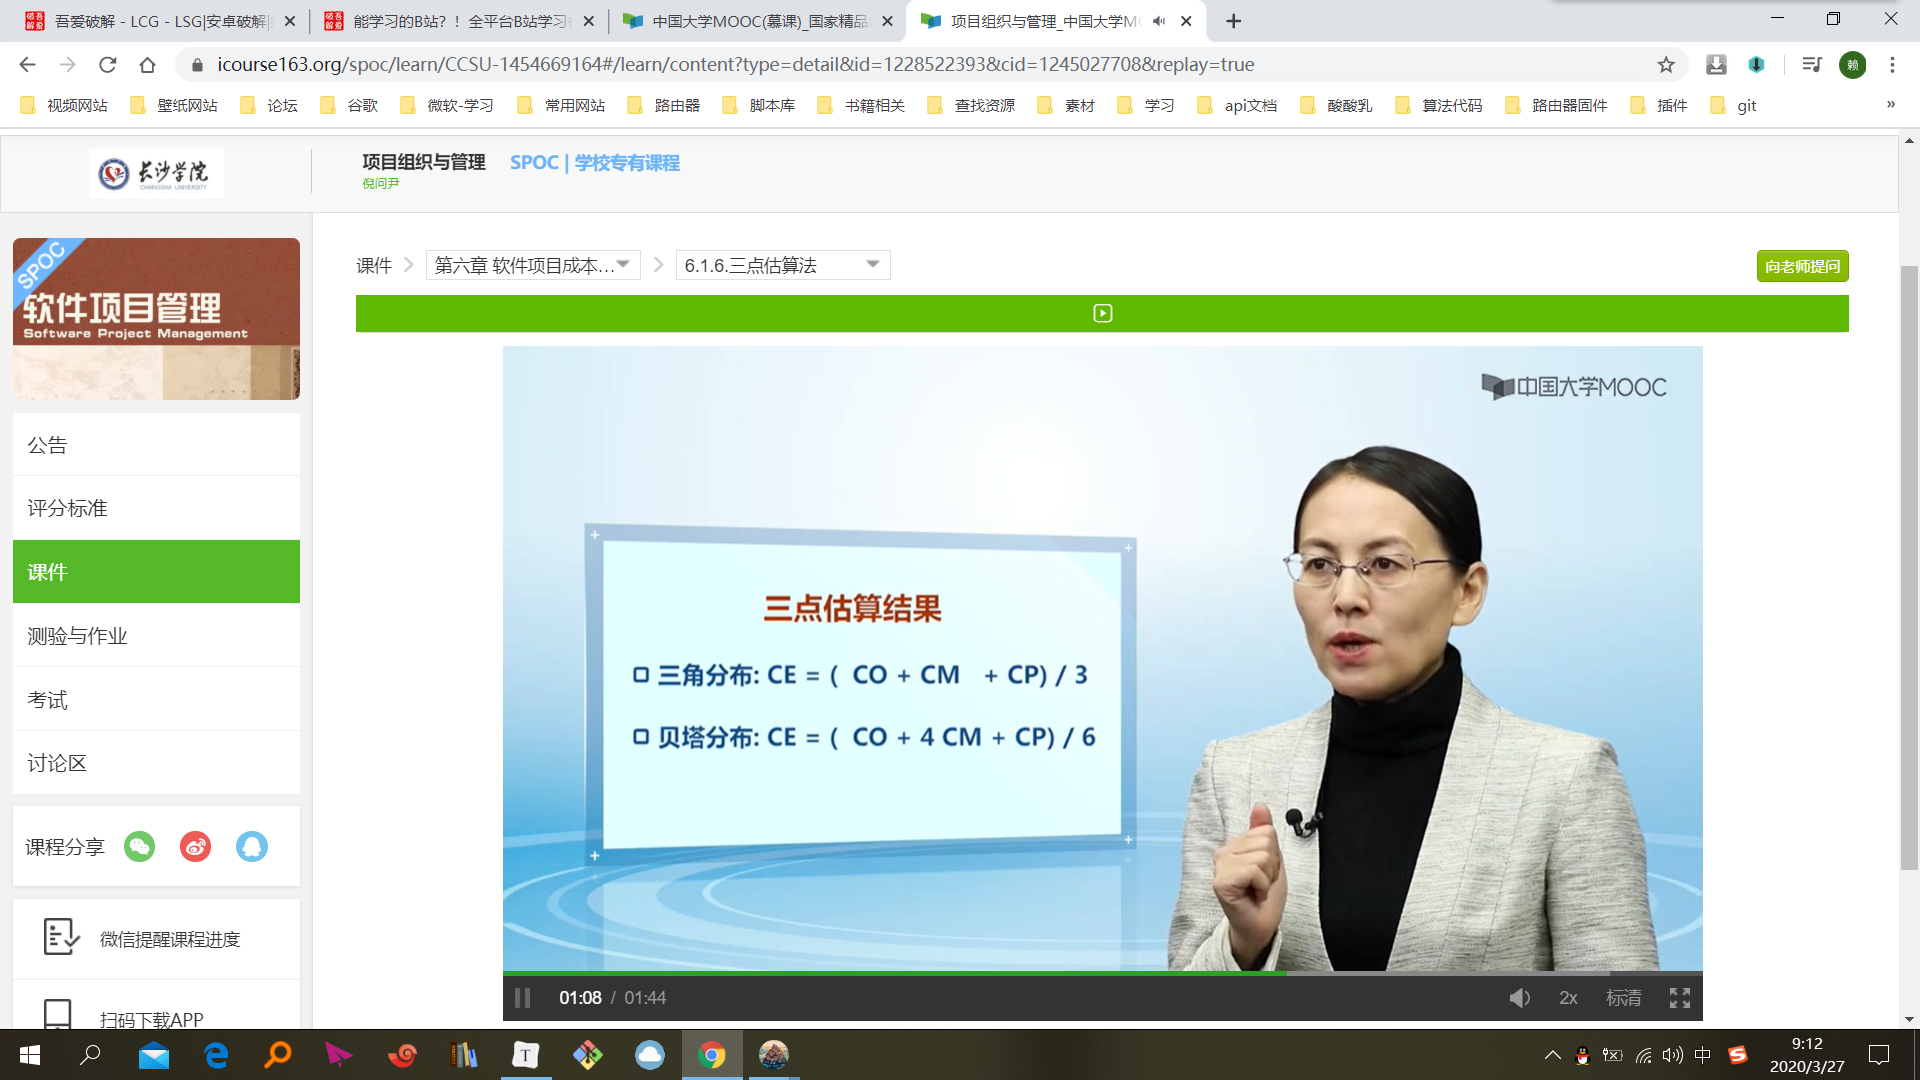 吾爱破解 - LCG - LSG|安卓破解|
能学习的B站？！全平台B站学习
中国大学MOOC(慕课)_国家精品
项目组织与管理_中国大学MO
icourse163.org/spoc/learn/CCSU-1454669164#/learn/content?type=detail&id=1228522393&cid=1245027708&replay=true
赖
视频网站 壁纸网站 论坛 谷歌 微软-学习 常用网站 路由器 脚本库 书籍相关 查找资源 素材 学习 api文档 酸酸乳 算法代码 路由器固件 插件 git »
长沙学院
CHANGSHA UNIVERSITY
项目组织与管理 SPOC | 学校专有课程
倪问尹
SPOC
软件项目管理
Software Project Management
公告
评分标准
课件
测验与作业
考试
讨论区
课程分享
微信提醒课程进度
扫码下载APP
课件 第六章 软件项目成本... 6.1.6.三点估算法
向老师提问
中国大学MOOC
三点估算结果
三角分布: CE = ( CO + CM + CP) / 3
贝塔分布: CE = ( CO + 4 CM + CP) / 6
01:08 / 01:44
2x 标清
T
中
9:12
2020/3/27